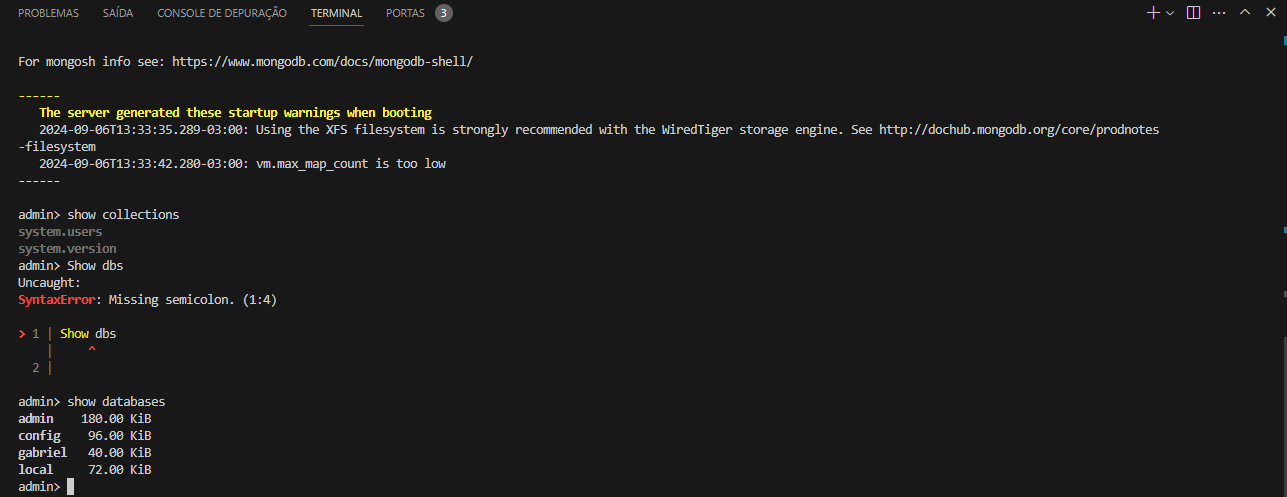 PROBLEMAS SAÍDA CONSOLE DE DEPURAÇÃO TERMINAL PORTAS 3
For mongosh info see: https://www.mongodb.com/docs/mongodb-shell/
------
The server generated these startup warnings when booting
2024-09-06T13:33:35.289-03:00: Using the XFS filesystem is strongly recommended with the WiredTiger storage engine. See http://dochub.mongodb.org/core/prodnotes
-filesystem
2024-09-06T13:33:42.280-03:00: vm.max_map_count is too low
------
admin> show collections
system.users
system.version
admin> Show dbs
Uncaught:
SyntaxError: Missing semicolon. (1:4)
> 1 | Show dbs
| ^
2 |
admin> show databases
admin 180.00 KiB
config 96.00 KiB
gabriel 40.00 KiB
local 72.00 KiB
admin>